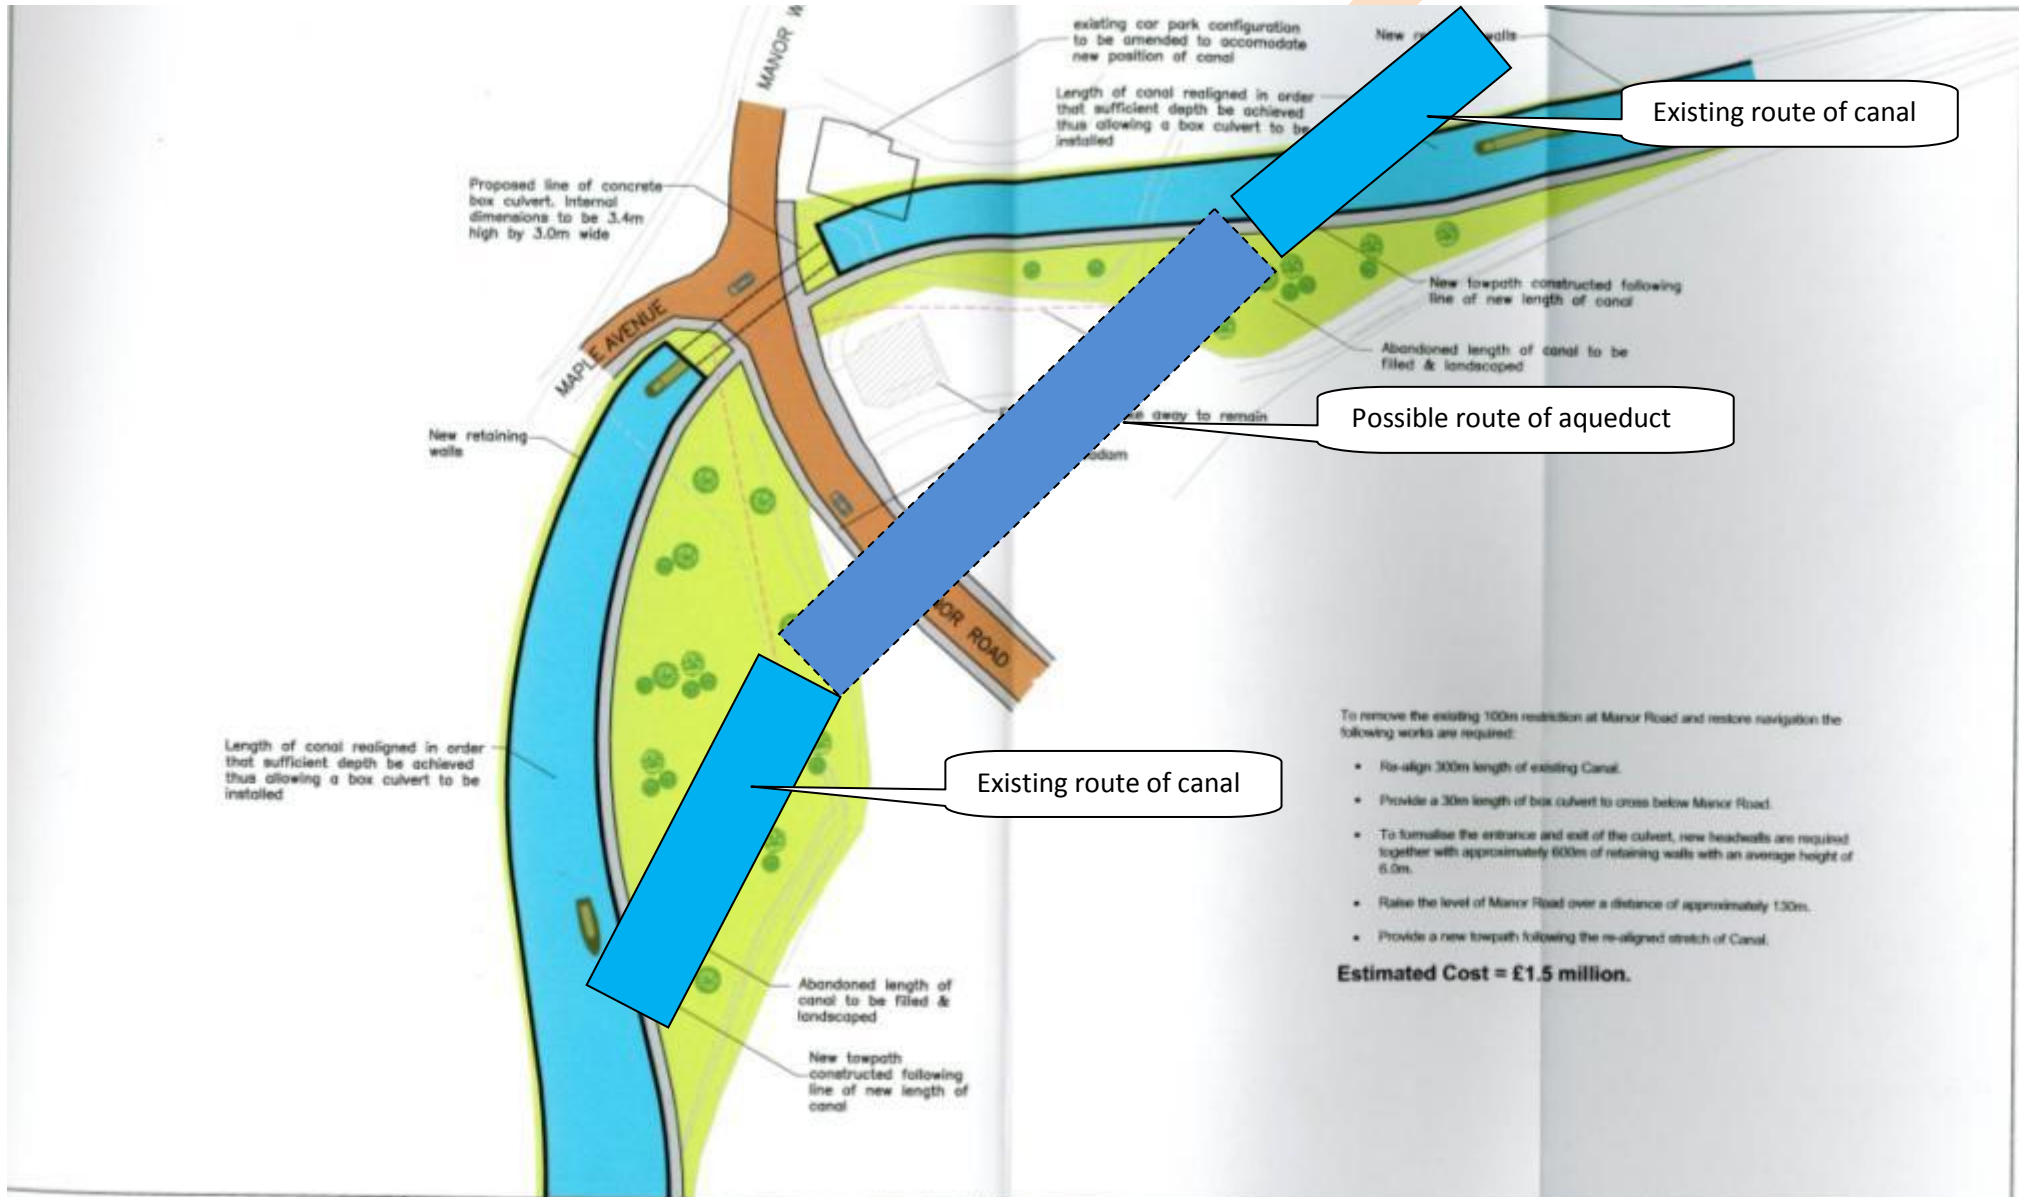 MANOR W
existing car park configuration
to be amended to accomodate
new position of canal
New walls
Length of canal realigned in order
that sufficient depth be achieved
thus allowing a box culvert to be
installed
Existing route of canal
Proposed line of concrete
box culvert. Internal
dimensions to be 3.4m
high by 3.0m wide
New towpath constructed following
line of new length of canal
MAPLE AVENUE
MAPLE AVENUE
Abandoned length of canal to be
filled & landscaped
away to remain
Possible route of aqueduct
New retaining
walls
NOR ROAD
Length of canal realigned in order
that sufficient depth be achieved
thus allowing a box culvert to be
installed
Existing route of canal
Abandoned length of
canal to be filled &
landscaped
New towpath
constructed following
line of new length of
canal
To remove the existing 100m restriction at Manor Road and restore navigation the
following works are required:
• Re-align 300m length of existing Canal.
• Provide a 30m length of box culvert to cross below Manor Road.
• To formalise the entrance and exit of the culvert, new headwalls are required
together with approximately 600m of retaining walls with an average height of
6.0m.
• Raise the level of Manor Road over a distance of approximately 130m.
• Provide a new towpath following the re-aligned stretch of Canal.
Estimated Cost = £1.5 million.